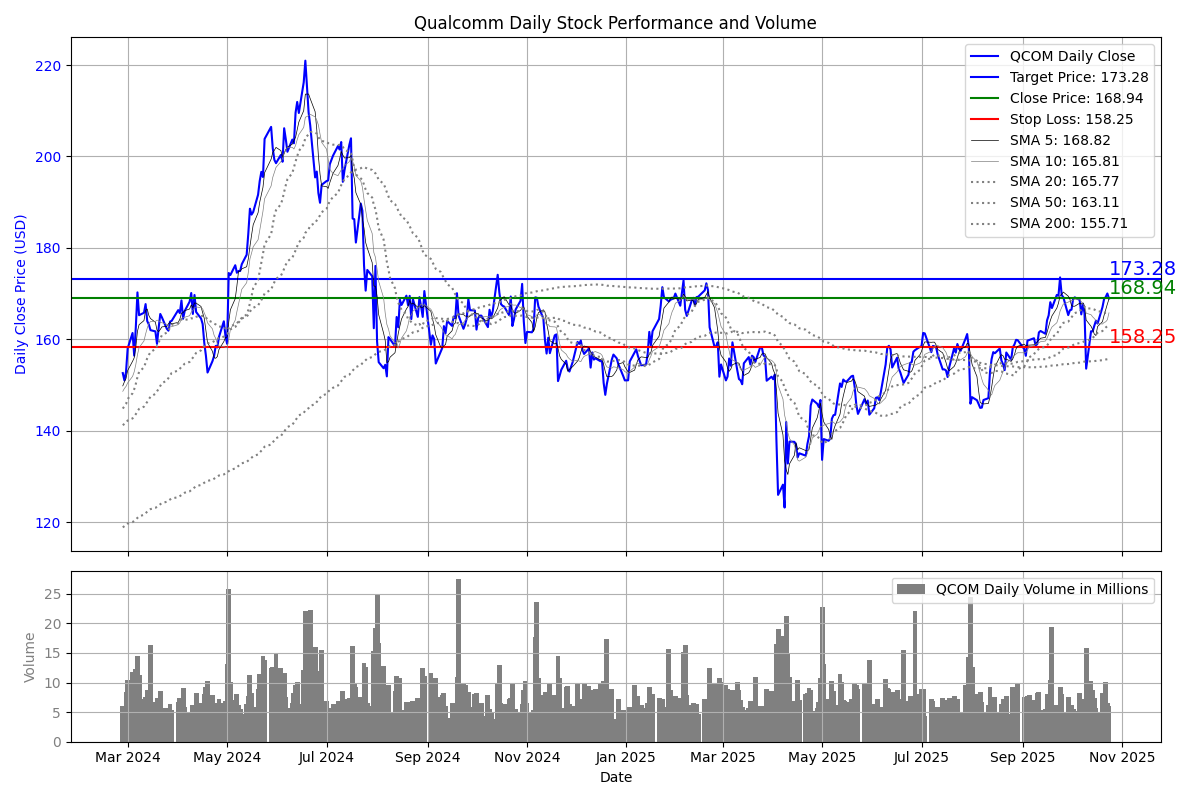 Qualcomm Daily Stock Performance and Volume
Daily Close Price (USD)
220
200
180
160
140
120
QCOM Daily Close
Target Price: 173.28
Close Price: 168.94
Stop Loss: 158.25
SMA 5: 168.82
SMA 10: 165.81
SMA 20: 165.77
SMA 50: 163.11
SMA 200: 155.71
173.28
168.94
158.25
Volume
25
20
15
10
5
0
QCOM Daily Volume in Millions
Mar 2024 May 2024 Jul 2024 Sep 2024 Nov 2024 Jan 2025 Mar 2025 May 2025 Jul 2025 Sep 2025 Nov 2025
Date